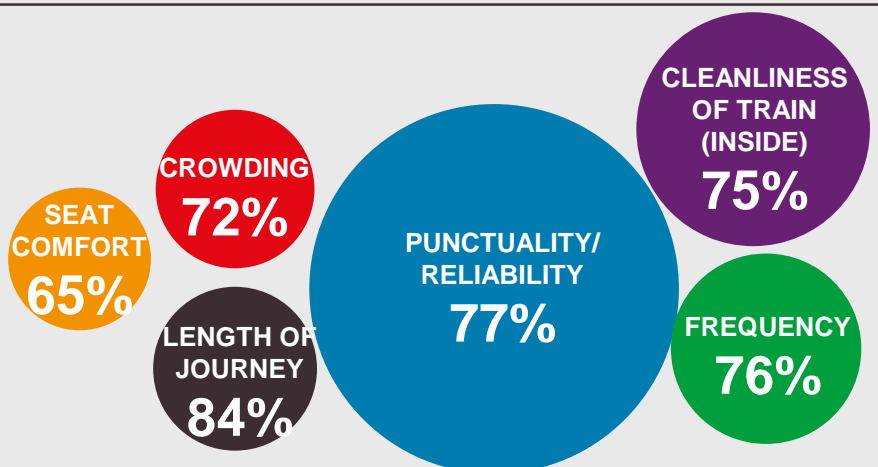 SEAT
COMFORT
65%
CROWDING
72%
LENGTH OF
JOURNEY
84%
PUNCTUALITY/
RELIABILITY
77%
CLEANLINESS
OF TRAIN
(INSIDE)
75%
FREQUENCY
76%